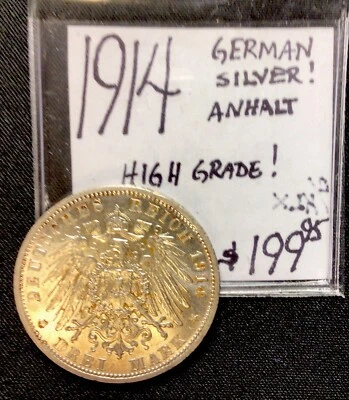 1914
GERMAN
SILVER!
ANHALT
HIGH GRADE!
$199.95
DEUTSCHES REICH 1914
DREI MARK